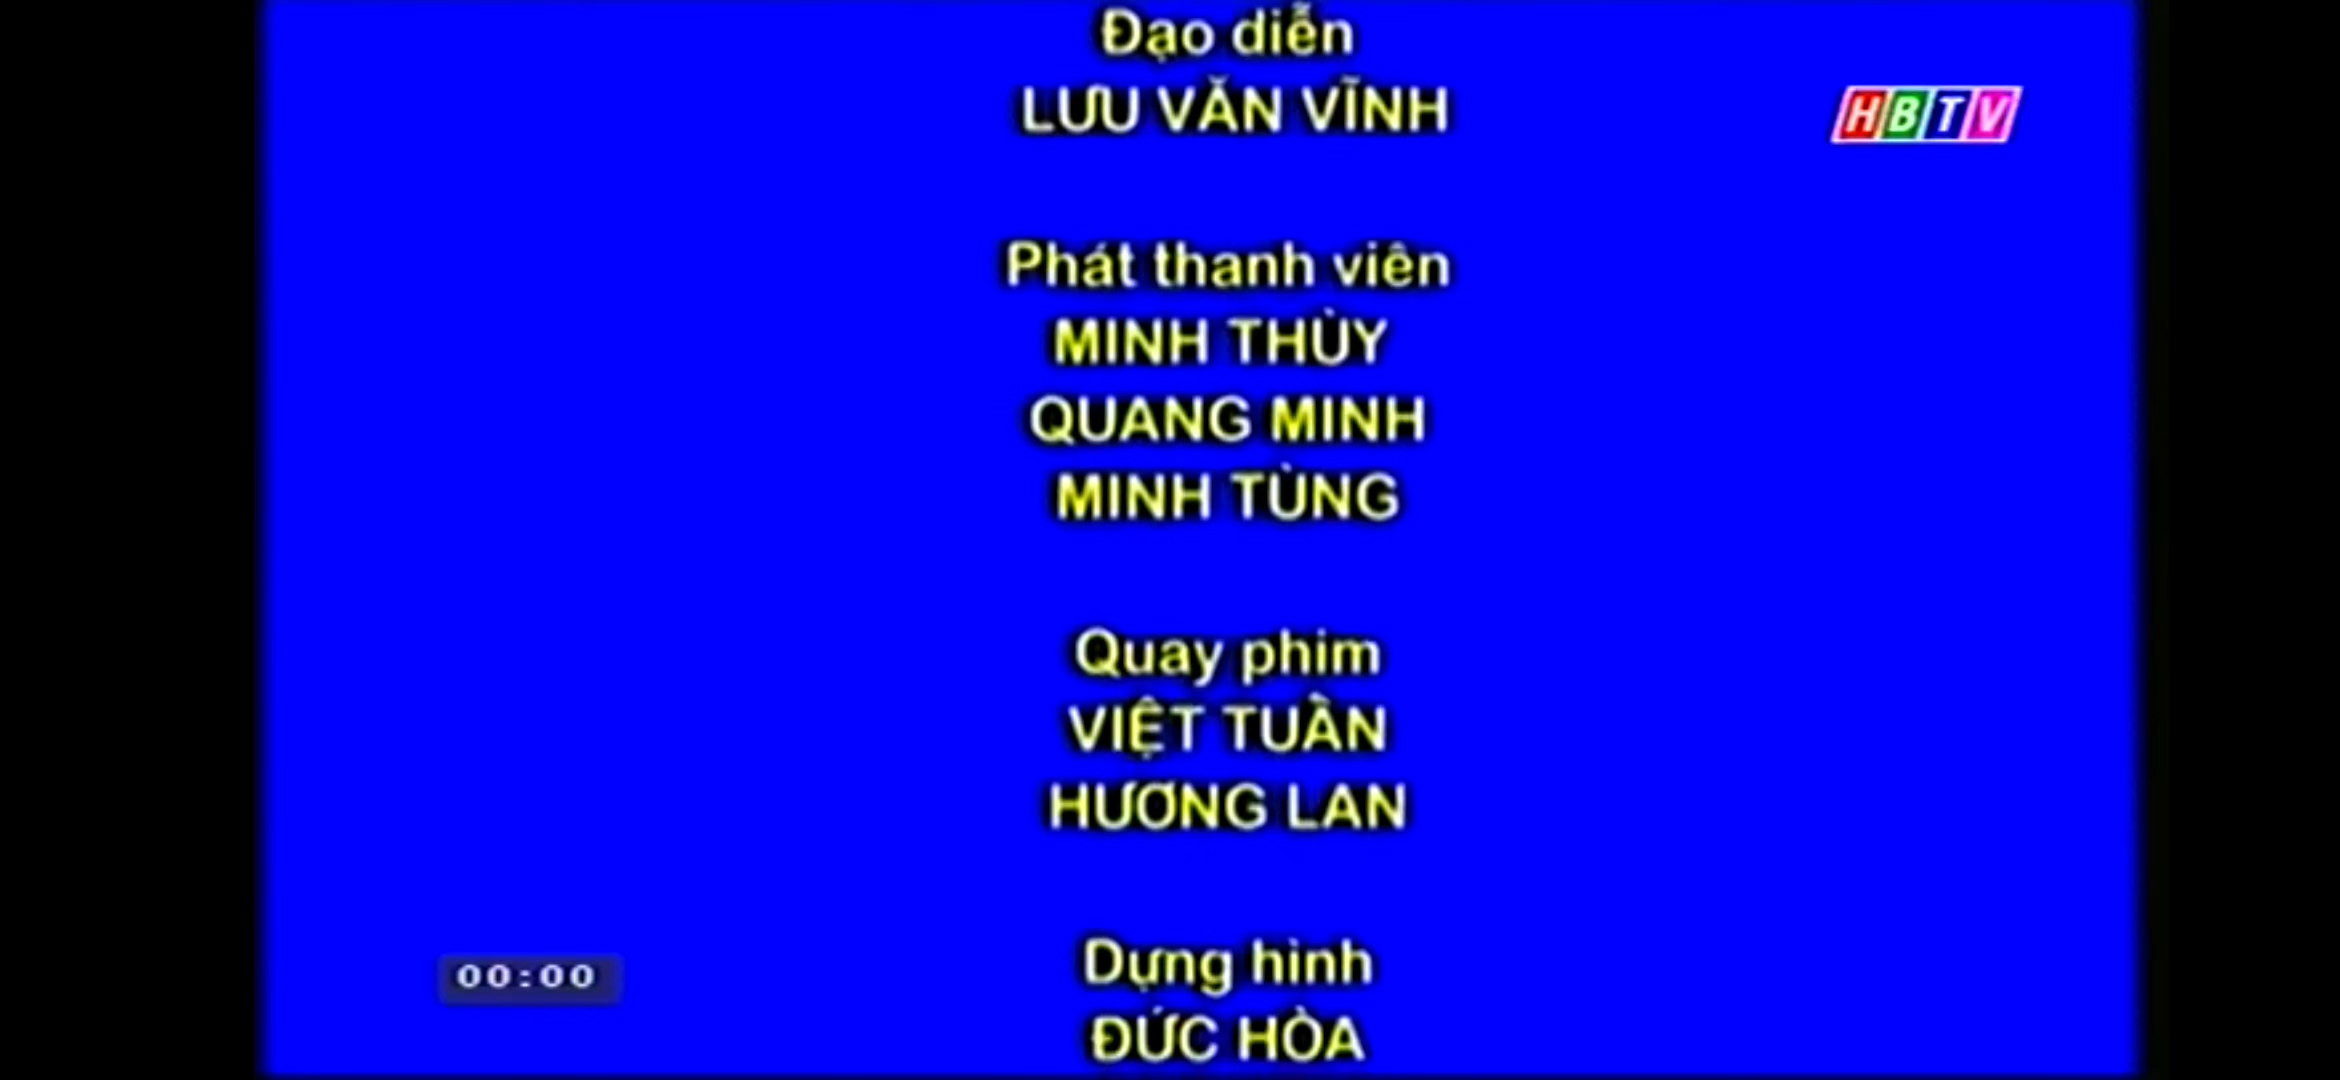 Đạo diễn
LƯU VĂN VĨNH
HBTV
Phát thanh viên
MINH THÙY
QUANG MINH
MINH TÙNG
Quay phim
VIỆT TUẤN
HƯƠNG LAN
Dựng hình
ĐỨC HÒA
00:00